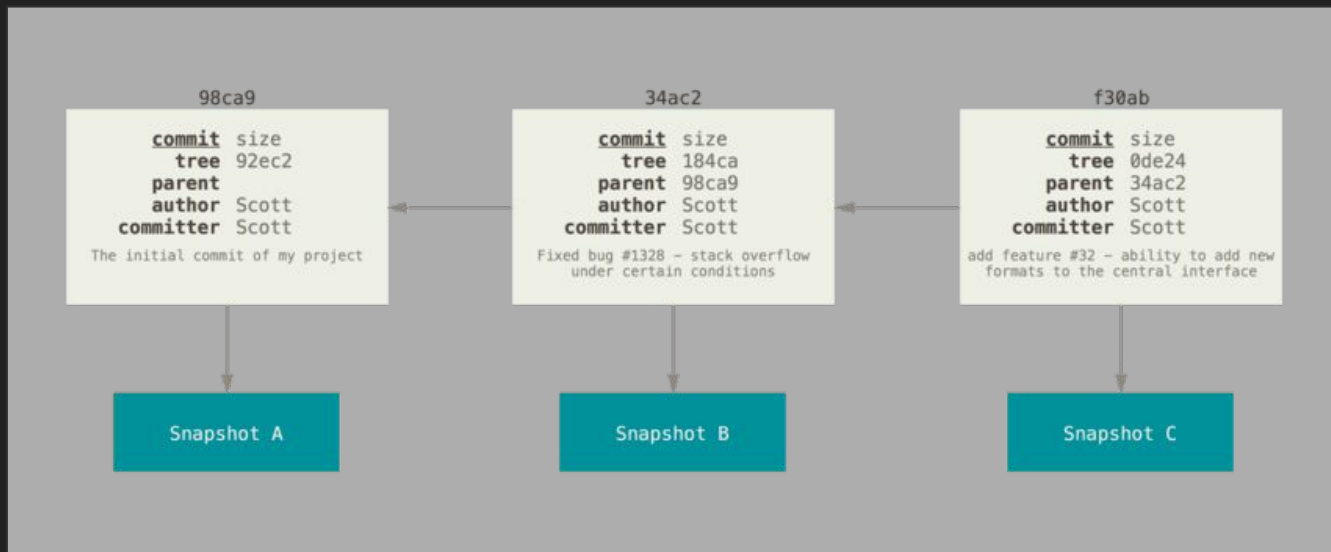 98ca9
commit size
tree 92ec2
parent
author Scott
committer Scott
The initial commit of my project
34ac2
commit size
tree 184ca
parent 98ca9
author Scott
committer Scott
Fixed bug #1328 – stack overflow
under certain conditions
f30ab
commit size
tree 0de24
parent 34ac2
author Scott
committer Scott
add feature #32 – ability to add new
formats to the central interface
Snapshot A
Snapshot B
Snapshot C